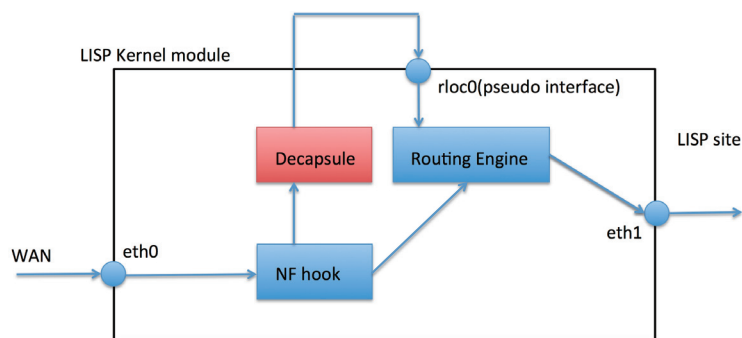 LISP Kernel module
rloc0(pseudo interface)
Decapsule
Routing Engine
LISP site
eth1
WAN
eth0
NF hook